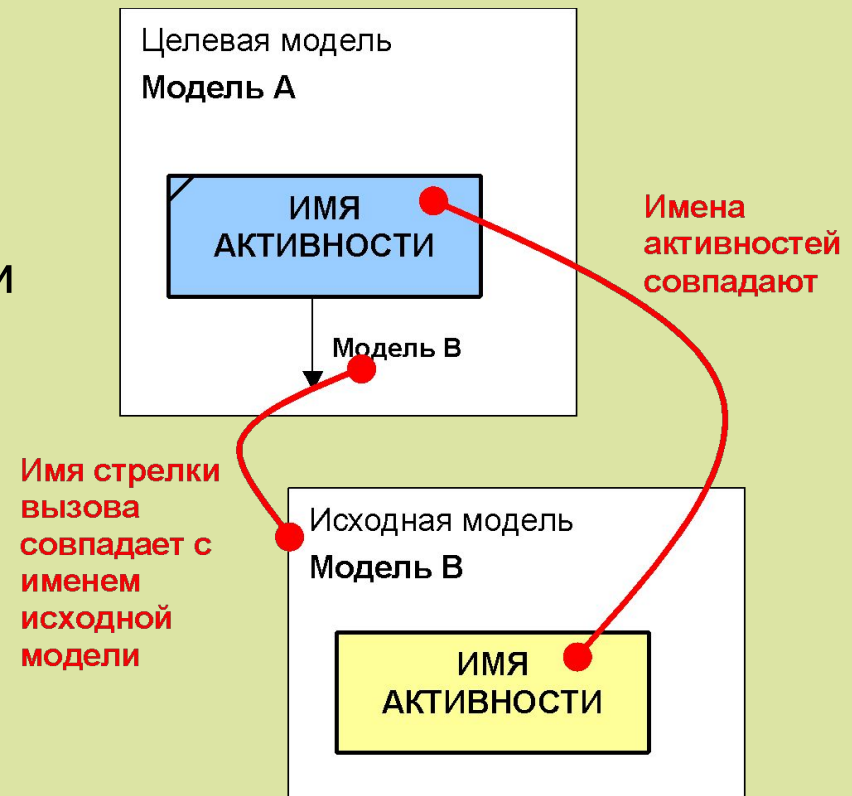 Целевая модель
Модель А
ИМЯ
АКТИВНОСТИ
Модель В
Имена
активностей
совпадают
и
Имя стрелки
вызова
совпадает с
именем
исходной
модели
Исходная модель
Модель В
ИМЯ
АКТИВНОСТИ